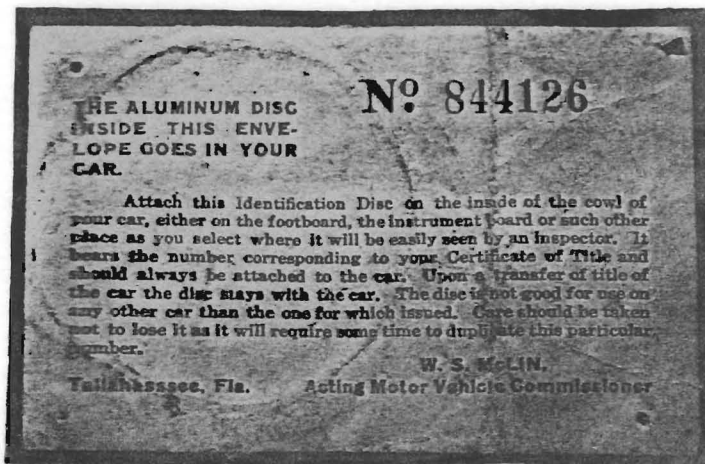 THE ALUMINUM DISC
INSIDE THIS ENVE-
LOPE GOES IN YOUR
CAR.
No. 844126
Attach this Identification Disc on the inside of the cowl of
your car, either on the footboard, the instrument board or such other
place as you select where it will be easily seen by an Inspector. It
bears the number corresponding to your Certificate of Title and
should always be attached to the car. Upon a transfer of title of
the car the disc stays with the car. The disc is not good for use on
any other car than the one for which issued. Care should be taken
not to lose it as it will require some time to duplicate this particular
number.
W. S. McLIN.
Tallahasssee, Fla. Acting Motor Vehicle Commissioner